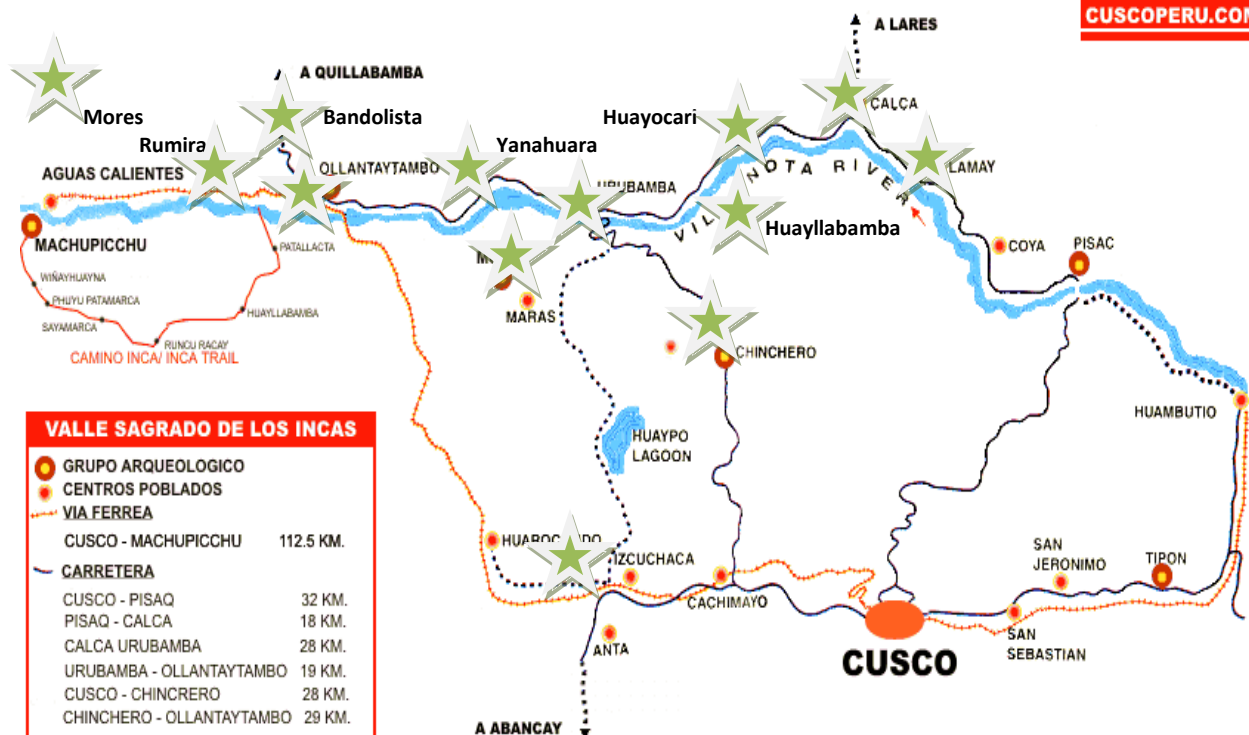 CUSCOPERU.COM
A LARES
A QUILLABAMBA
Mores
Bandolista
Huayocari
CALCA
Rumira
Yanahuara
AGUAS CALIENTES
OLLANTAYTAMBO
LAMAY
URUBAMBA
NOTA RIVER
VIL
Huayllabamba
MACHUPICCHU
PATALLACTA
COYA
PISAC
M
WIÑAYHUAYNA
PHUYU PATAMARCA
HUAYLLABAMBA
MARAS
SAYAMARCA
RUNCU RACAY
CAMINO INCA/ INCA TRAIL
CHINCHERO
HUAMBUTIO
HUAYPO
LAGOON
VALLE SAGRADO DE LOS INCAS
GRUPO ARQUEOLOGICO
CENTROS POBLADOS
VIA FERREA
CUSCO - MACHUPICCHU 112.5 KM.
CARRETERA
CUSCO - PISAQ 32 KM.
PISAQ - CALCA 18 KM.
CALCA URUBAMBA 28 KM.
URUBAMBA - OLLANTAYTAMBO 19 KM.
CUSCO - CHINCRERO 28 KM.
CHINCHERO - OLLANTAYTAMBO 29 KM.
IZCUCHACA
CACHIMAYO
SAN
JERONIMO
TIPON
ANTA
CUSCO
SAN
SEBASTIAN
A ABANCAY